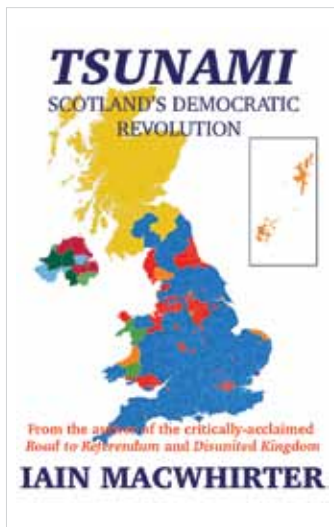 TSUNAMI
SCOTLAND'S DEMOCRATIC
REVOLUTION
From the author of the critically-acclaimed
Road to Referendum and Disunited Kingdom
IAIN MACWHIRTER